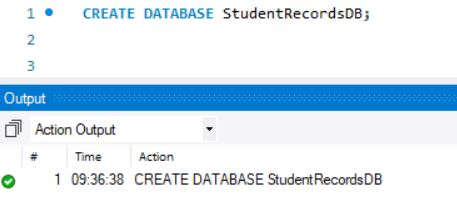 1 CREATE DATABASE StudentRecordsDB;
2
3
Output
Action Output
# Time Action
1 09:36:38 CREATE DATABASE StudentRecordsDB